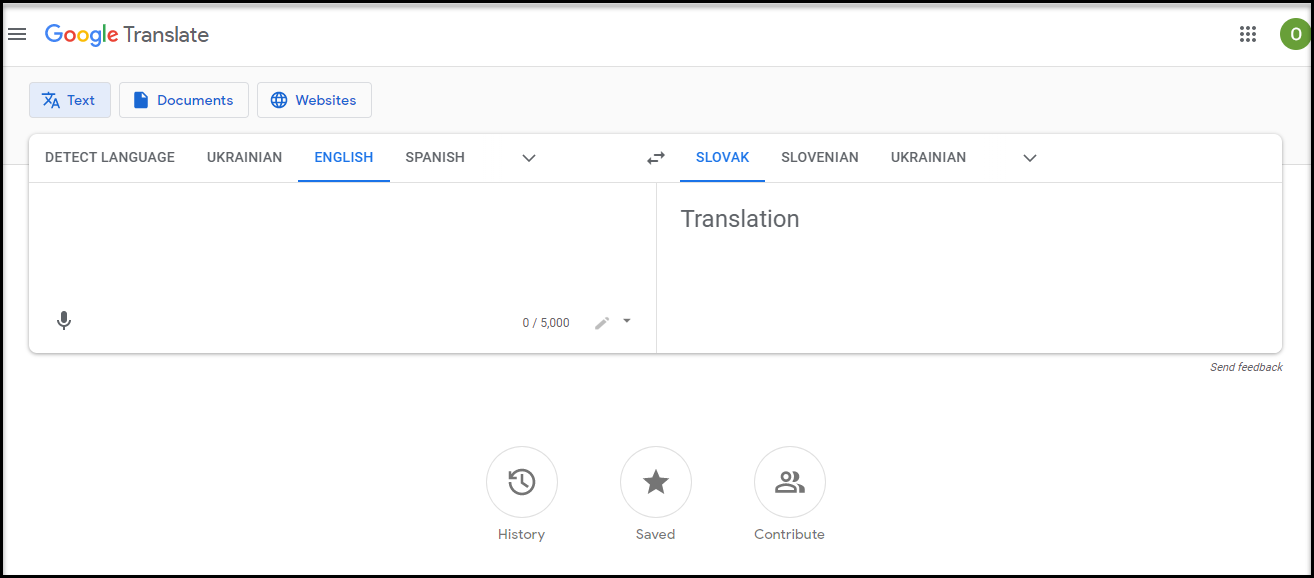 Google Translate
O
Text Documents Websites
DETECT LANGUAGE UKRAINIAN ENGLISH SPANISH SLOVAK SLOVENIAN UKRAINIAN
Translation
0 / 5,000
Send feedback
History Saved Contribute